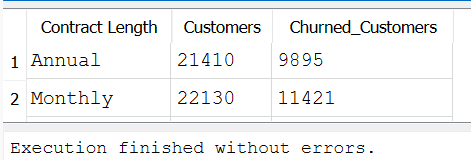 Contract Length Customers Churned_Customers
1 Annual 21410 9895
2 Monthly 22130 11421
Execution finished without errors.